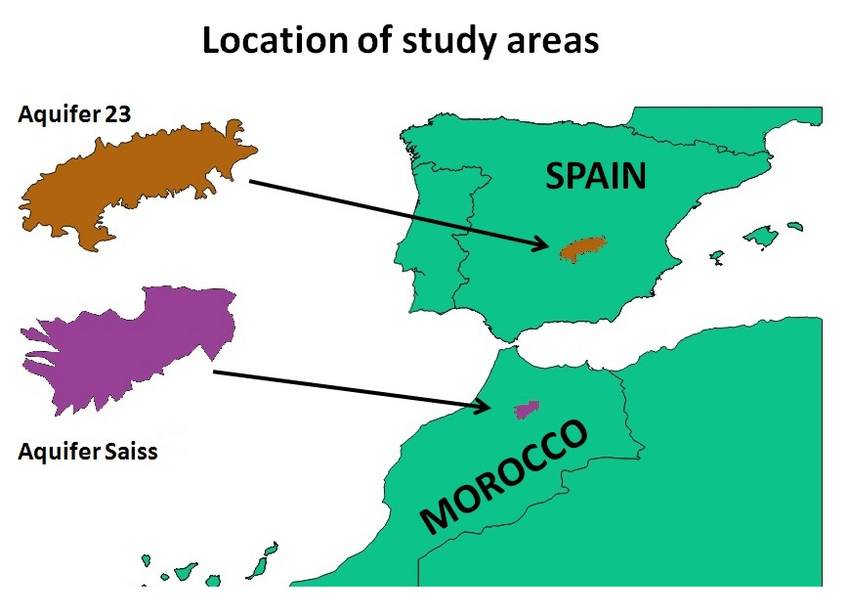 Location of study areas
Aquifer 23
SPAIN
Aquifer Saiss
MOROCCO